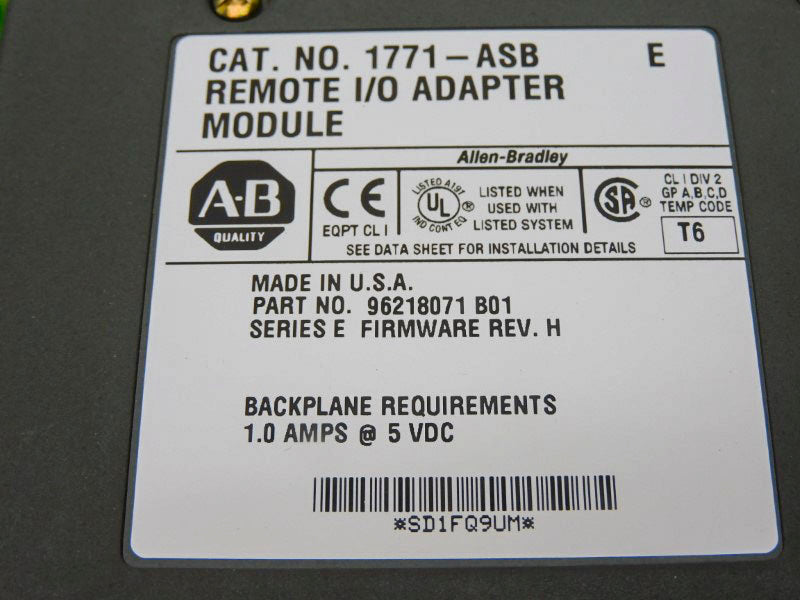 CAT. NO. 1771-ASB E
REMOTE I/O ADAPTER
MODULE
Allen-Bradley
A-B
QUALITY
CE
EQPT CL I
LISTED A197
UL ®
IND CONT EQ
LISTED WHEN
USED WITH
LISTED SYSTEM
SA ®
CL I DIV 2
GP A,B,C,D
TEMP CODE
T6
SEE DATA SHEET FOR INSTALLATION DETAILS
MADE IN U.S.A.
PART NO. 96218071 B01
SERIES E FIRMWARE REV. H
BACKPLANE REQUIREMENTS
1.0 AMPS @ 5 VDC
*SD1FQ9UM*